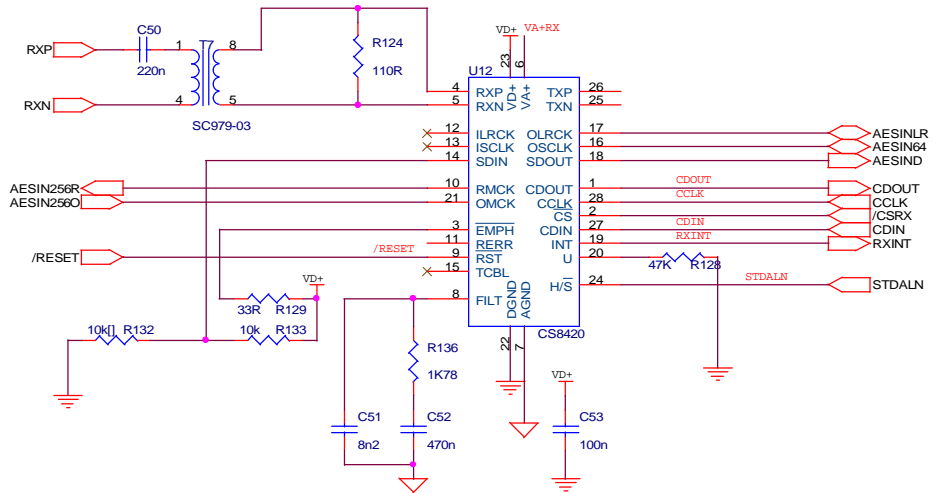 C50
T7
VD+
VA+RX
RXP
1
8
220n
R124
110R
23
6
U12
VD+
VA+
4
RXP
TXP
26
RXN
4
5
5
RXN
TXN
25
SC979-03
12
ILRCK
OLRCK
17
AESINLR
13
ISCLK
OSCLK
16
AESIN64
14
SDIN
SDOUT
18
AESIND
AESIN256R
10
RMCK
CDOUT
1
CDOUT
CDOUT
AESIN256O
21
OMCK
CCLK
28
CCLK
CCLK
CS
2
/CSRX
3
EMPH
CDIN
27
CDIN
CDIN
11
RERR
INT
19
RXINT
RXINT
/RESET
/RESET
9
RST
U
20
47K
R128
15
TCBL
H/S
24
STDALN
STDALN
VD+
8
FILT
DGND
AGND
33R
R129
CS8420
10k[]
R132
10k
R133
22
7
R136
1K78
VD+
C51
8n2
C52
470n
C53
100n